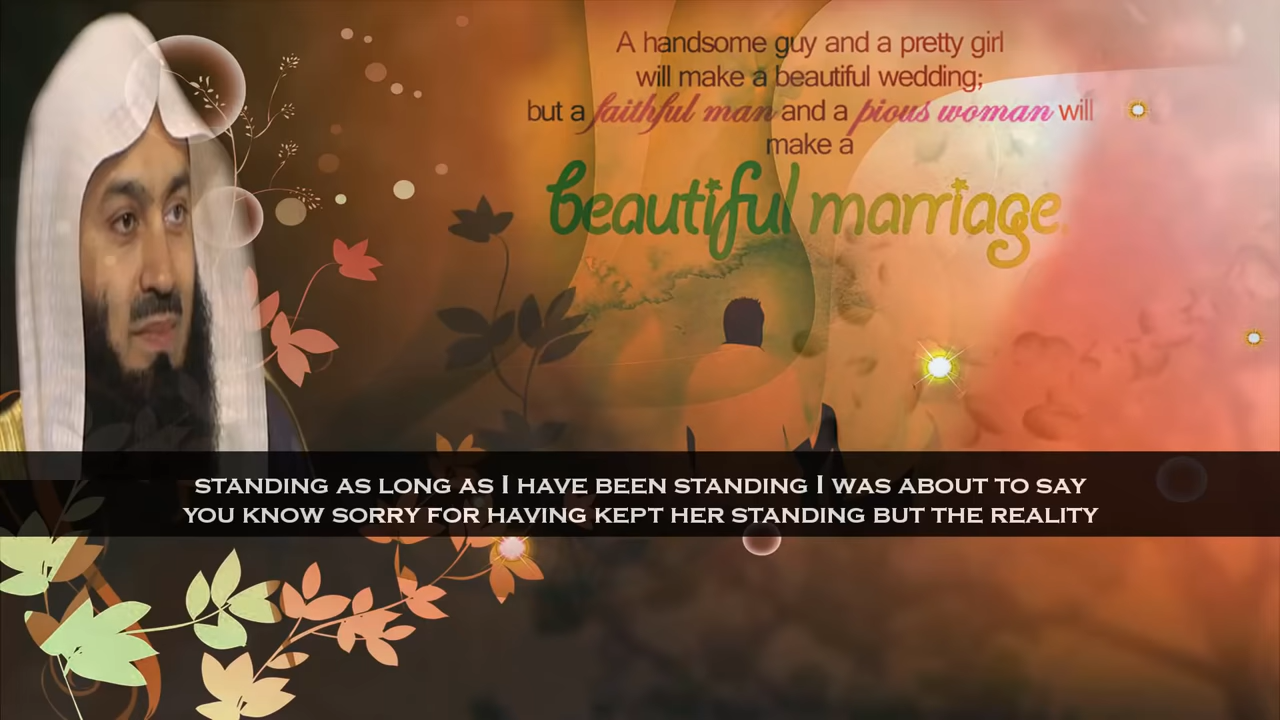 A handsome guy and a pretty girl
will make a beautiful wedding;
but a faithful man and a pious woman will
make a
beautiful marriage.
STANDING AS LONG AS I HAVE BEEN STANDING I WAS ABOUT TO SAY
YOU KNOW SORRY FOR HAVING KEPT HER STANDING BUT THE REALITY